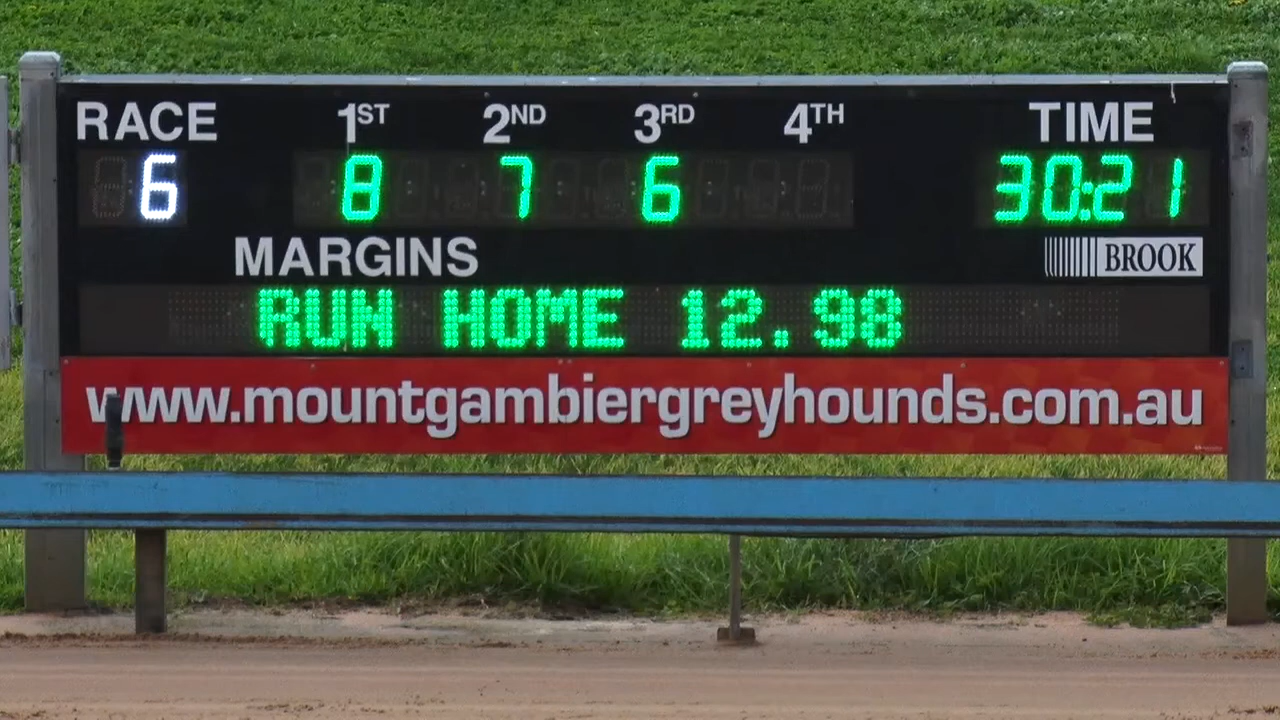 RACE 1ST 2ND 3RD 4TH TIME
6 8 7 6 30:21
MARGINS BROOK
RUN HOME 12.98
www.mountgambiergreyhounds.com.au